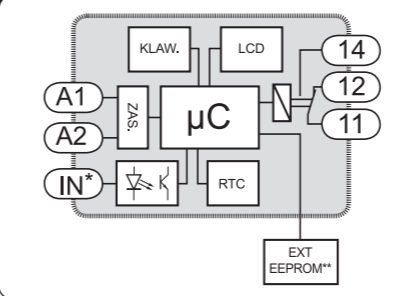 KLAW.
LCD
14
12
11
A1
A2
ZAS.
µC
IN*
RTC
EXT
EEPROM**